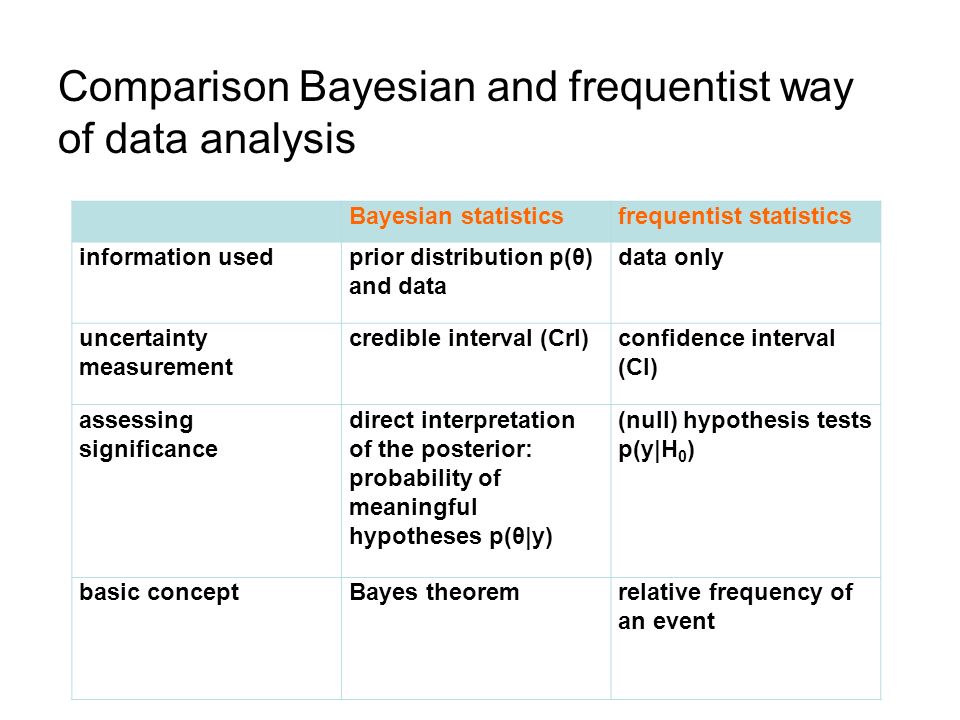 Comparison Bayesian and frequentist way
of data analysis
Bayesian statistics
frequentist statistics
information used
prior distribution p(θ)
and data
data only
uncertainty
measurement
credible interval (CrI)
confidence interval
(CI)
assessing
significance
direct interpretation
of the posterior:
probability of
meaningful
hypotheses p(θ|y)
(null) hypothesis tests
p(y|H₀)
basic concept
Bayes theorem
relative frequency of
an event